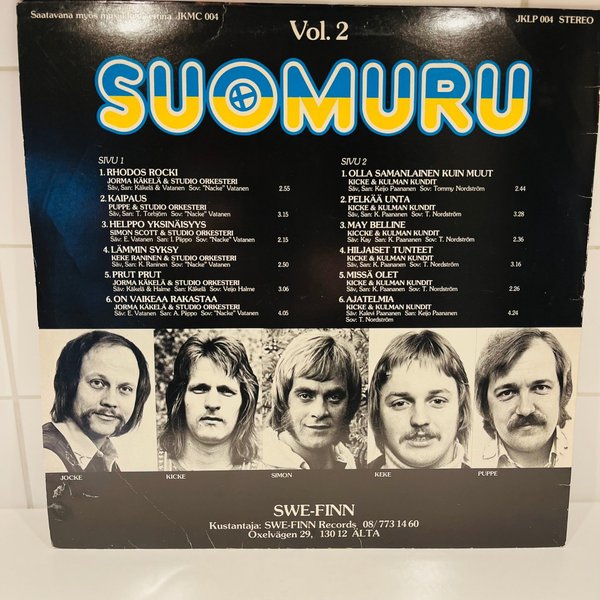 Saatavana myös musiikkikasettina JKMC 004
JKLP 004 STEREO
Vol. 2
SUOMURU
SIVU 1
1. RHODOS ROCKI
JORMA KÄKELÄ & STUDIO ORKESTERI
Säv, San: Käkelä & Vatanen Sov: "Nacke" Vatanen 2.55
2. KAIPAUS
PUPPE & STUDIO ORKESTERI
Säv, San: T. Torbjörn Sov: "Nacke" Vatanen 3.15
3. HELPPO YKSINÄISYYS
SIMON SCOTT & STUDIO ORKESTERI
Säv: E. Vatanen San: I. Piippo Sov: "Nacke" Vatanen 2.15
4. LÄMMIN SYKSY
KEKE RANINEN & STUDIO ORKESTERI
Säv, San: K. Raninen Sov: "Nacke" Vatanen 2.50
5. PRUT PRUT
JORMA KÄKELÄ & STUDIO ORKESTERI
Säv: Käkelä & Halme San: Käkelä Sov: Veijo Halme 3.06
6. ON VAIKEAA RAKASTAA
JORMA KÄKELÄ & STUDIO ORKESTERI
Säv: E. Vatanen San: A. Piippo Sov: "Nacke" Vatanen 4.05
SIVU 2
1. OLLA SAMANLAINEN KUIN MUUT
KICKE & KULMAN KUNDIT
Säv, San: Keijo Paananen Sov: Tommy Nordström 2.44
2. PELKÄÄ UNTA
KICKE & KULMAN KUNDIT
Säv, San: K. Paananen Sov: T. Nordström 3.28
3. MAY BELLINE
KICCKE & KULMAN KUNDIT
Säv: Kay San: K. Paananen Sov: T. Nordström 2.36
4. HILJAISET TUNTEET
KICKE & KULMAN KUNDIT
Säv, San: K. Paananen Sov: T. Nordström 3.16
5. MISSÄ OLET
KICKE & KULMAN KUNDIT
Säv, San: K. Paananen Sov: T. Nordström 2.26
6. AJATELMIA
KICKE & KULMAN KUNDIT
Säv: Kalevi Paananen San: Keijo Paananen 4.24
Sov: T. Nordström
JOCKE
KICKE
SIMON
KEKE
PUPPE
SWE-FINN
Kustantaja: SWE-FINN Records 08/773 14 60
Oxelvägen 29, 130 12 ÄLTA